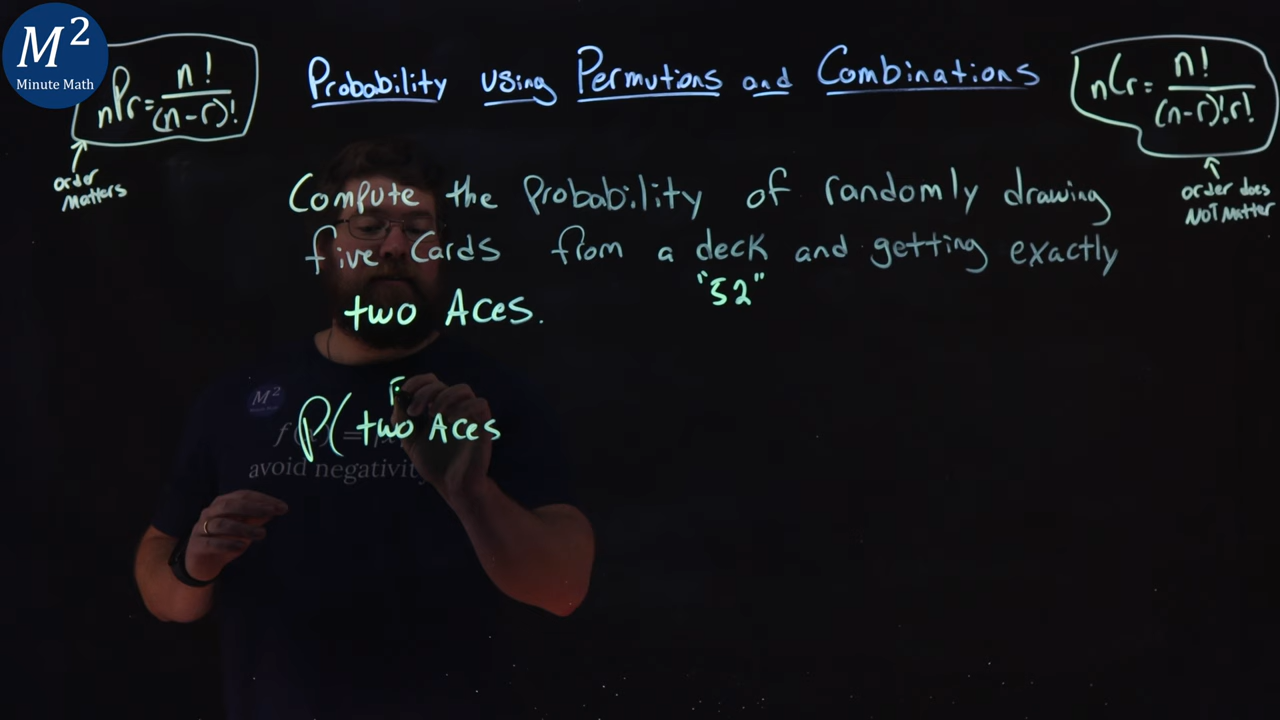 M²
Minute Math
nPr = n! / (n-r)!
order
Matters
Probability using Permutions and Combinations
nCr = n! / (n-r)!·r!
order does
NOT Matter
Compute the Probability of randomly drawing
five Cards from a deck and getting exactly
"52"
two Aces.
M²
P( two Aces
avoid negativity